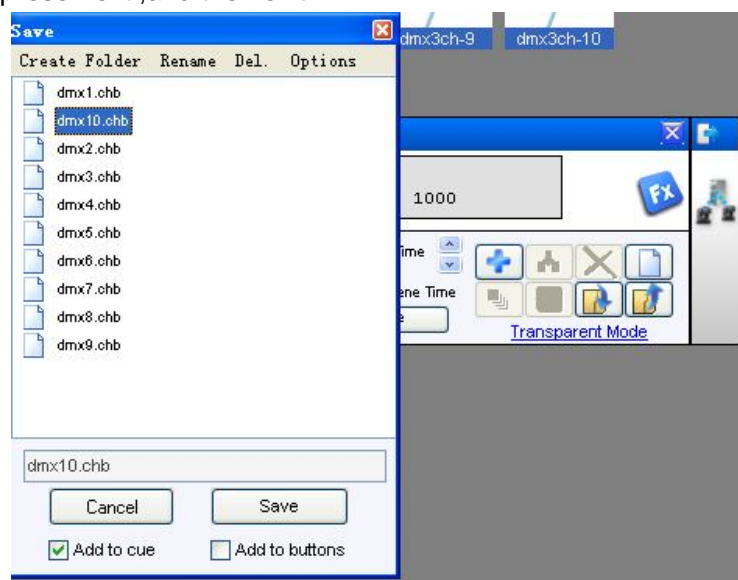 Save
Create Folder Rename Del. Options
dmx1.chb
dmx10.chb
dmx2.chb
dmx3.chb
dmx4.chb
dmx5.chb
dmx6.chb
dmx7.chb
dmx8.chb
dmx9.chb
dmx10.chb
Cancel Save
Add to cue Add to buttons
dmx3ch-9 dmx3ch-10
1000
FX
ime
ene Time
Transparent Mode